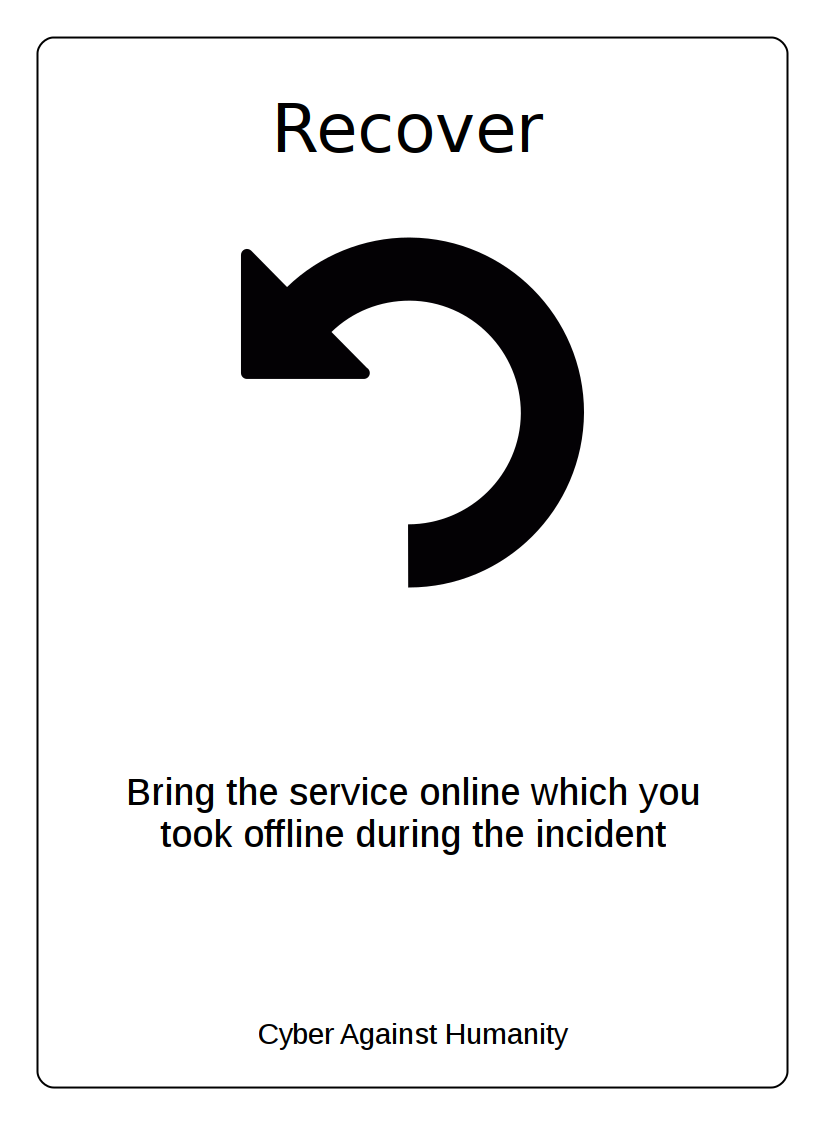 Recover
Bring the service online which you
took offline during the incident
Cyber Against Humanity